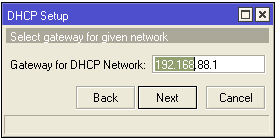 DHCP Setup
Select gateway for given network
Gateway for DHCP Network: 192.168.88.1
Back Next Cancel